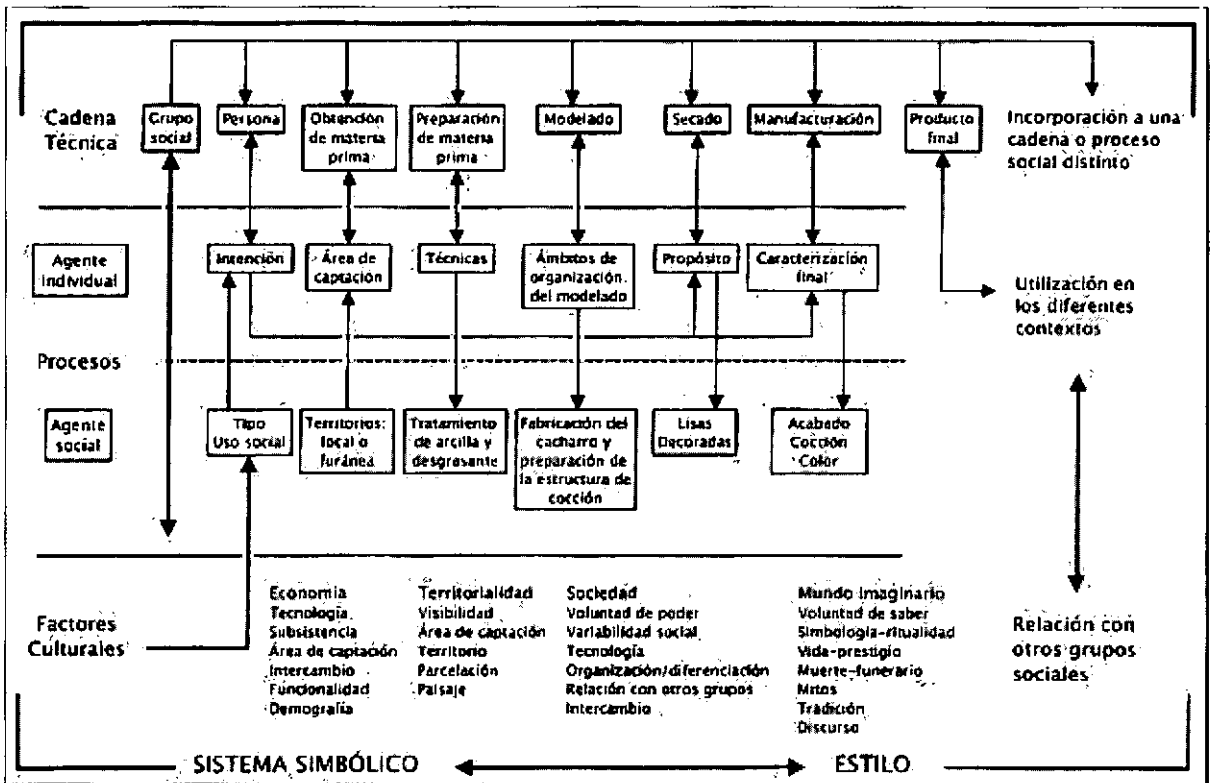 Cadena
Técnica
Grupo
social
Persona
Obtención
de materia
prima
Preparación
de materia
prima
Modelado
Secado
Manufacturación
Producto
final
Incorporación a una
cadena o proceso
social distinto
Agente
individual
Intención
Área de
captación
Técnicas
Ámbitos de
organización
del modelado
Propósito
Caracterización
final
Utilización en
los diferentes
contextos
Procesos
Agente
social
Tipo
Uso social
Territorios:
local o
foránea
Tratamiento
de arcilla y
desgrasante
Fabricación del
cacharro y
preparación de
la estructura de
cocción
Lisas
Decoradas
Acabado
Cocción
Color
Factores
Culturales
Economía
Tecnología
Subsistencia
Área de captación
Intercambio
Funcionalidad
Demografía
Territorialidad
Visibilidad
Área de captación
Territorio
Parcelación
Paisaje
Sociedad
Voluntad de poder
Variabilidad social
Tecnología
Organización/diferenciación
Relación con otros grupos
Intercambio
Mundo imaginario
Voluntad de saber
Simbología-ritualidad
Vida-prestigio
Muerte-funerario
Mitos
Tradición
Discurso
Relación con
otros grupos
sociales
SISTEMA SIMBÓLICO
ESTILO